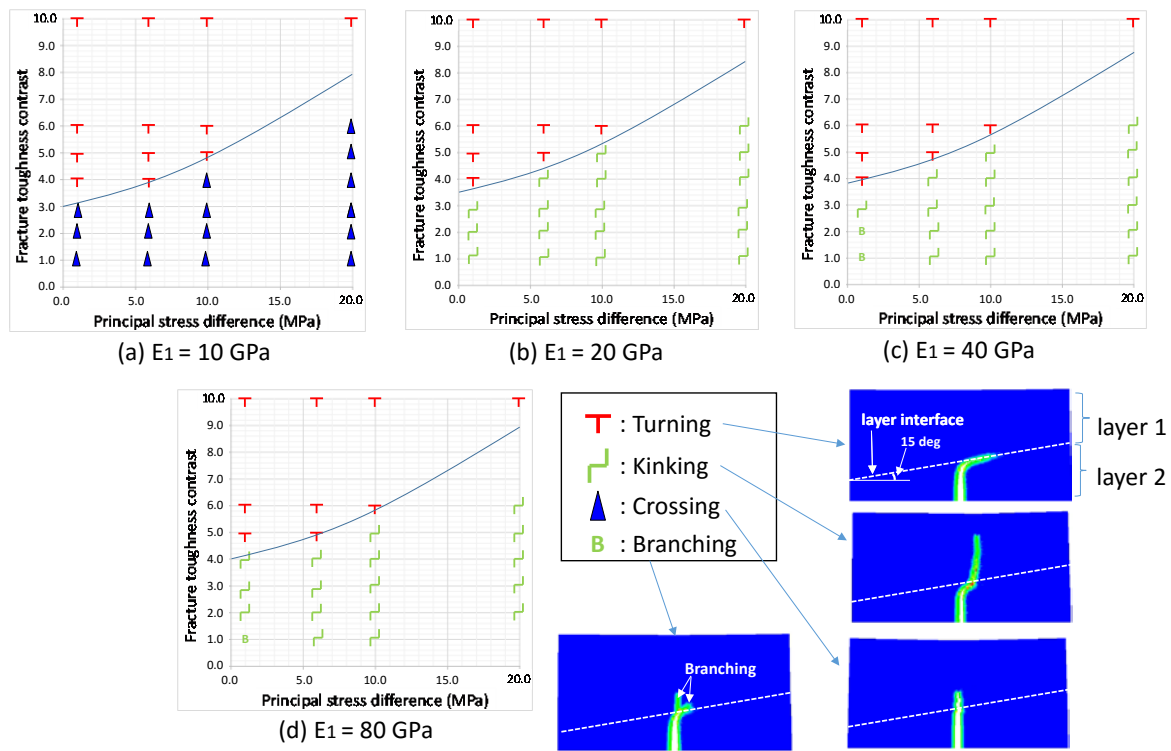 Fracture toughness contrast
10.0
9.0
8.0
7.0
6.0
5.0
4.0
3.0
2.0
1.0
0.0
0.0 5.0 10.0 15.0 20.0
Principal stress difference (MPa)
(a) E1 = 10 GPa
Fracture toughness contrast
10.0
9.0
8.0
7.0
6.0
5.0
4.0
3.0
2.0
1.0
0.0
0.0 5.0 10.0 15.0 20.0
Principal stress difference (MPa)
(b) E1 = 20 GPa
Fracture toughness contrast
10.0
9.0
8.0
7.0
6.0
5.0
4.0
3.0
2.0
1.0
0.0
B
B
0.0 5.0 10.0 15.0 20.0
Principal stress difference (MPa)
(c) E1 = 40 GPa
Fracture toughness contrast
10.0
9.0
8.0
7.0
6.0
5.0
4.0
3.0
2.0
1.0
0.0
B
0.0 5.0 10.0 15.0 20.0
Principal stress difference (MPa)
(d) E1 = 80 GPa
: Turning
: Kinking
: Crossing
B : Branching
layer interface
15 deg
layer 1
layer 2
Branching